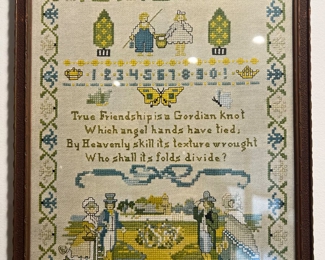 1234567890!
True Friendship is a Gordian Knot
Which angel hands have tied;
By Heavenly skill its texture wrought
Who shall its folds divide?